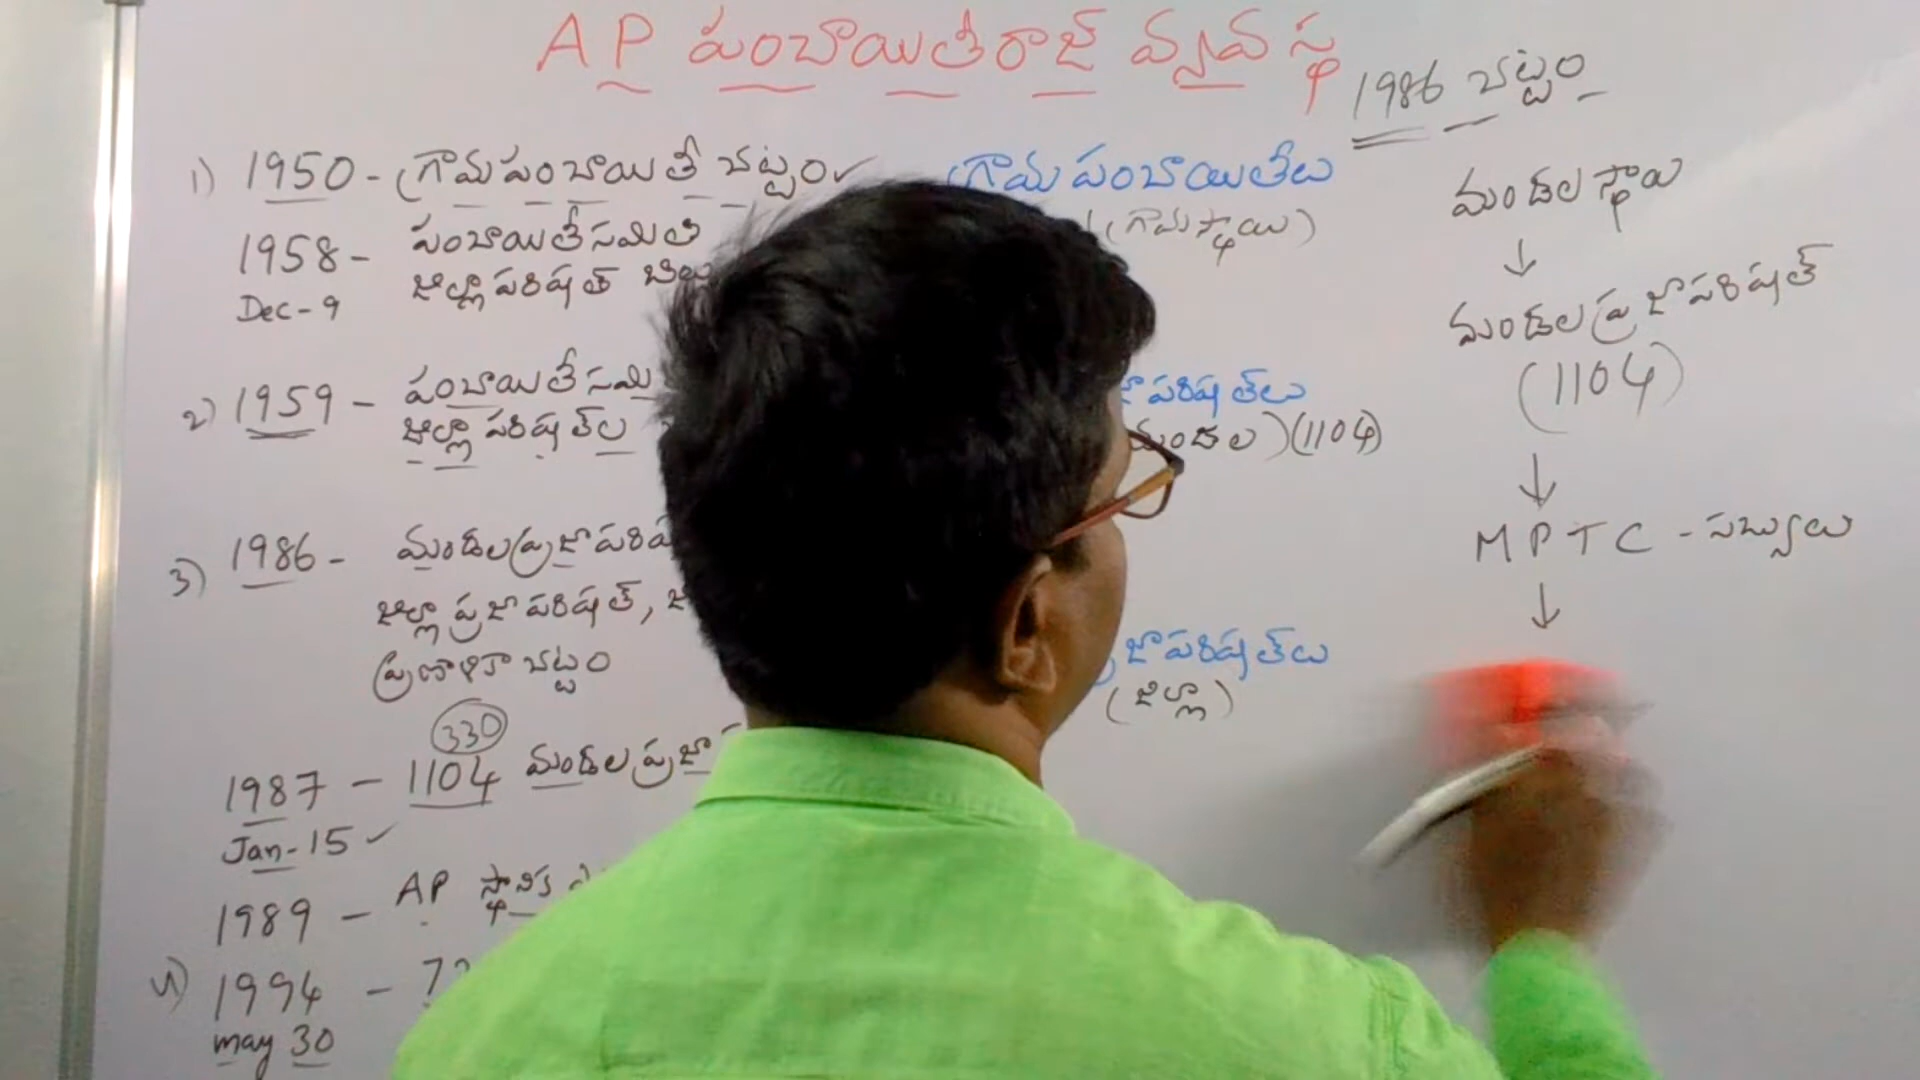 AP పంచాయితీరాజ్ వ్యవస్థ
1) 1950 - గ్రామ పంచాయితీ చట్టం
1958 - పంచాయితీ సమితి
Dec-9 జిల్లా పరిషత్
2) 1959 - పంచాయితీ సమి
జిల్లా పరిషత్‌ల
3) 1986 - మండల ప్రజాపరిష
జిల్లా ప్రజాపరిషత్,
ప్రణాళికా చట్టం
330
1987 - 1104 మండల ప్రజా
Jan-15
1989 - AP స్థానిక
4) 1994 - 73
may 30
గ్రామ పంచాయితీలు
(గ్రామస్థాయి)
పరిషత్‌లు
మండల) (1104)
ప్రజాపరిషత్‌లు
(జిల్లా)
1986 చట్టం
మండల స్థాయి
↓
మండల ప్రజాపరిషత్
(1104)
↓
MPTC - సభ్యులు
↓